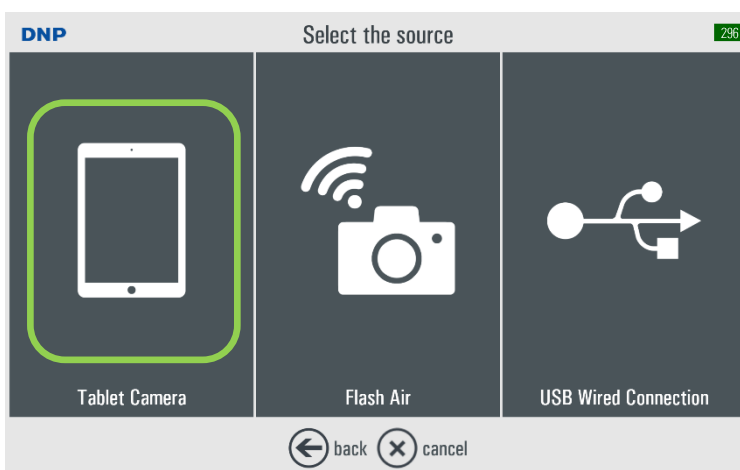 DNP
Select the source
296
Tablet Camera
Flash Air
USB Wired Connection
back
cancel